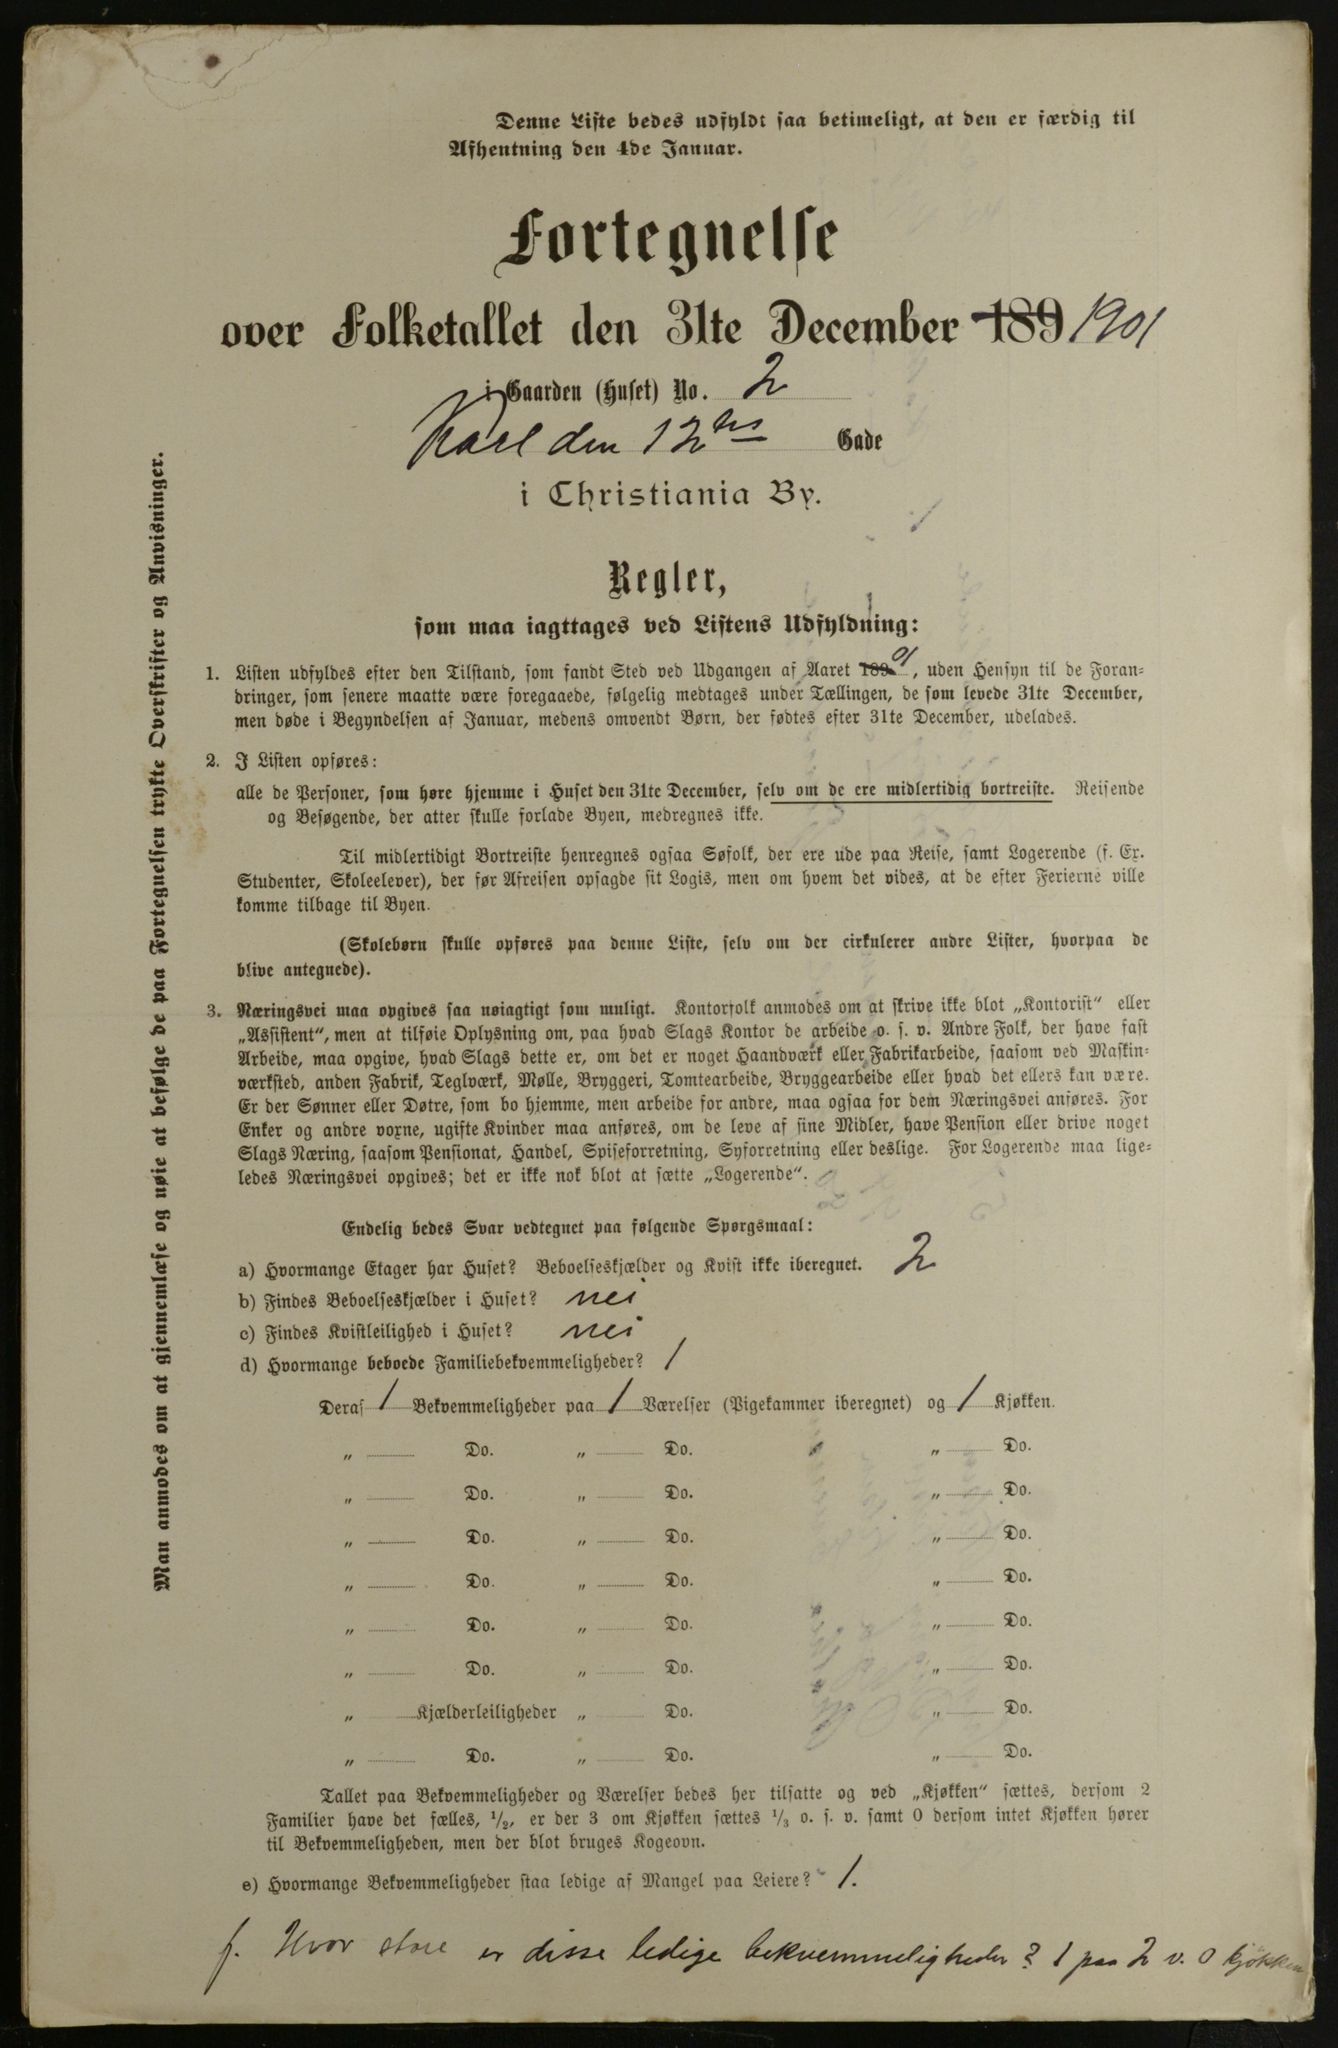 Denne Liste bedes udfyldt saa betimeligt, at den er færdig til
Afhentning den 4de Januar.
Fortegnelse
over Folketallet den 31te December 189 1901
i Gaarden (Huset) No. 2
Karl den 12tes Gade
i Christiania By.
Regler,
som maa iagttages ved Listens Udfyldning:
1. Listen udfyldes efter den Tilstand, som fandt Sted ved Udgangen af Aaret 189 01, uden Hensyn til de Foran-
dringer, som senere maatte være foregaaede, følgelig medtages under Tællingen, de som levede 31te December,
men døde i Begyndelsen af Januar, medens omvendt Børn, der fødtes efter 31te December, udelades.
2. I Listen opføres:
alle de Personer, som høre hjemme i Huset den 31te December, selv om de ere midlertidig bortreiste. Reisende
og Besøgende, der atter skulle forlade Byen, medregnes ikke.
Til midlertidigt Bortreiste henregnes ogsaa Søfolk, der ere ude paa Reise, samt Logerende (f. Ex.
Studenter, Skoleelever), der før Afreisen opsagde sit Logis, men om hvem det vides, at de efter Ferierne ville
komme tilbage til Byen.
(Skolebørn skulle opføres paa denne Liste, selv om der cirkulerer andre Lister, hvorpaa de
blive antegnede).
3. Næringsvei maa opgives saa nøiagtigt som muligt. Kontorfolk anmodes om at skrive ikke blot „Kontorist“ eller
„Assistent“, men at tilføie Oplysning om, paa hvad Slags Kontor de arbeide o. s. v. Andre Folk, der have fast
Arbeide, maa opgive, hvad Slags dette er, om det er noget Haandværk eller Fabrikarbeide, saasom ved Maskin-
værksted, anden Fabrik, Teglværk, Mølle, Bryggeri, Tomtearbeide, Bryggearbeide eller hvad det ellers kan være.
Er der Sønner eller Døtre, som bo hjemme, men arbeide for andre, maa ogsaa for dem Næringsvei anføres. For
Enker og andre voxne, ugifte Kvinder maa anføres, om de leve af sine Midler, have Pension eller drive noget
Slags Næring, saasom Pensionat, Handel, Spiseforretning, Syforretning eller deslige. For Logerende maa lige-
ledes Næringsvei opgives; det er ikke nok blot at sætte „Logerende“.
Endelig bedes Svar vedtegnet paa følgende Spørgsmaal:
a) Hvormange Etager har Huset? Beboelseskjælder og Kvist ikke iberegnet. 2
b) Findes Beboelseskjælder i Huset? nei
c) Findes Kvistleilighed i Huset? nei
d) Hvormange beboede Familiebekvemmeligheder? 1
Deraf 1 Bekvemmeligheder paa 1 Værelser (Pigekammer iberegnet) og 1 Kjøkken.
„ Do. „ Do. „ Do.
„ Do. „ Do. „ Do.
„ Do. „ Do. „ Do.
„ Do. „ Do. „ Do.
„ Do. „ Do. „ Do.
„ Do. „ Do. „ Do.
„ Kjælderleiligheder „ Do. „ Do.
„ Do. „ Do. „ Do.
Tallet paa Bekvemmeligheder og Værelser bedes her tilsatte og ved „Kjøkken“ sættes, dersom 2
Familier have det fælles, 1/2, er der 3 om Kjøkken sættes 1/3 o. s. v. samt 0 dersom intet Kjøkken hører
til Bekvemmeligheden, men der blot bruges Kogeovn.
e) Hvormange Bekvemmeligheder staa ledige af Mangel paa Leiere? 1.
f. Hvor store er disse ledige bekvemmeligheder? 1 paa 2 v. 0 kjøkken
Man anmodes om at gjennemlæse og nøie at befølge de paa Fortegnelsen trykte Overskrifter og Anvisninger.